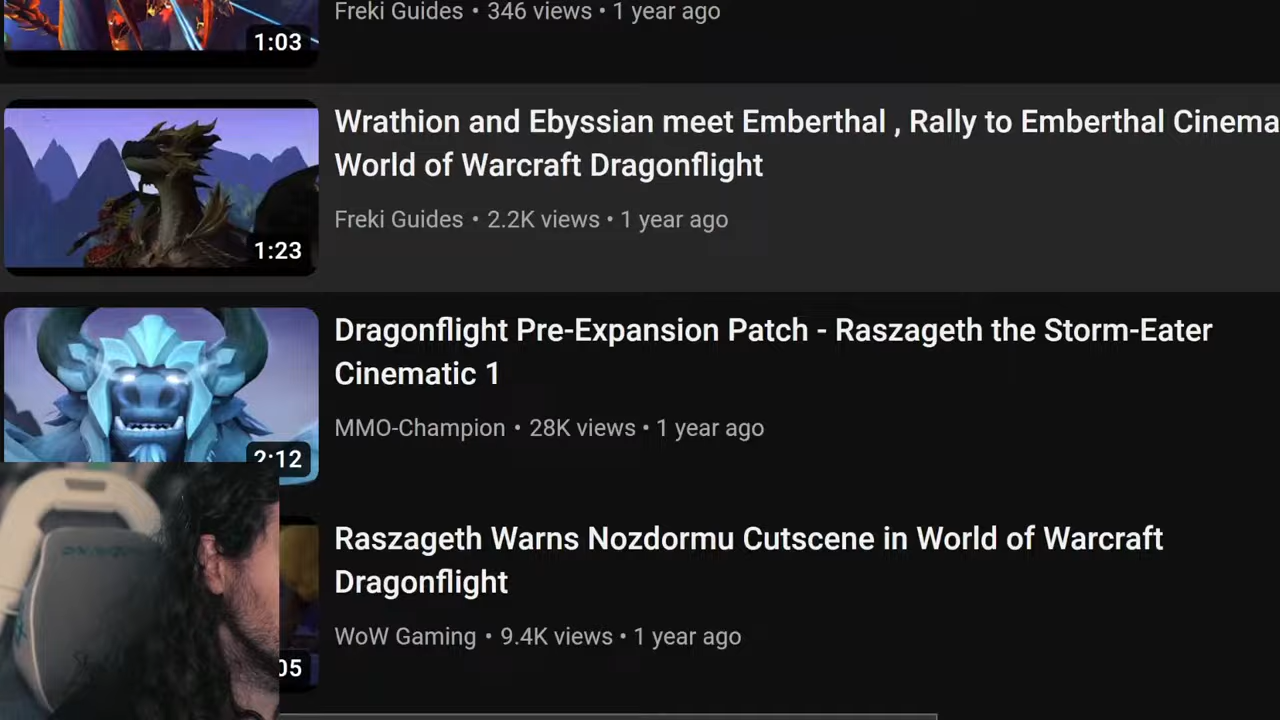 Freki Guides • 346 views • 1 year ago
1:03
Wrathion and Ebyssian meet Emberthal , Rally to Emberthal Cinema
World of Warcraft Dragonflight
Freki Guides • 2.2K views • 1 year ago
1:23
Dragonflight Pre-Expansion Patch - Raszageth the Storm-Eater
Cinematic 1
MMO-Champion • 28K views • 1 year ago
2:12
Raszageth Warns Nozdormu Cutscene in World of Warcraft
Dragonflight
WoW Gaming • 9.4K views • 1 year ago
05